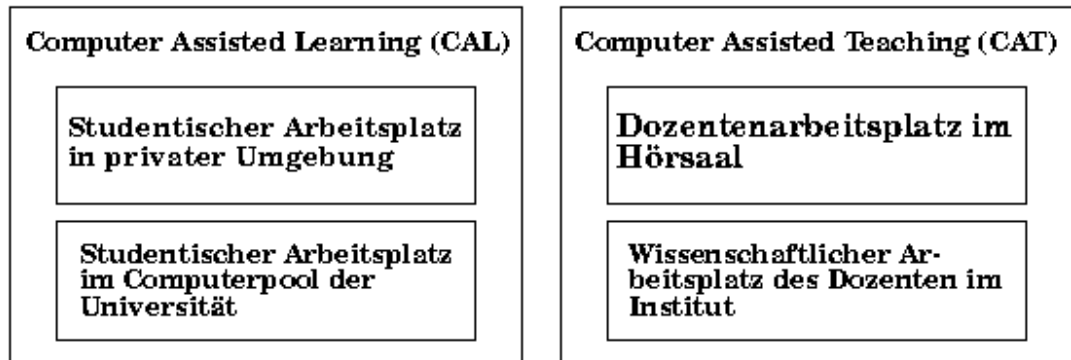 Computer Assisted Learning (CAL)
Studentischer Arbeitsplatz
in privater Umgebung
Studentischer Arbeitsplatz
im Computerpool der
Universität
Computer Assisted Teaching (CAT)
Dozentenarbeitsplatz im
Hörsaal
Wissenschaftlicher Ar-
beitsplatz des Dozenten im
Institut